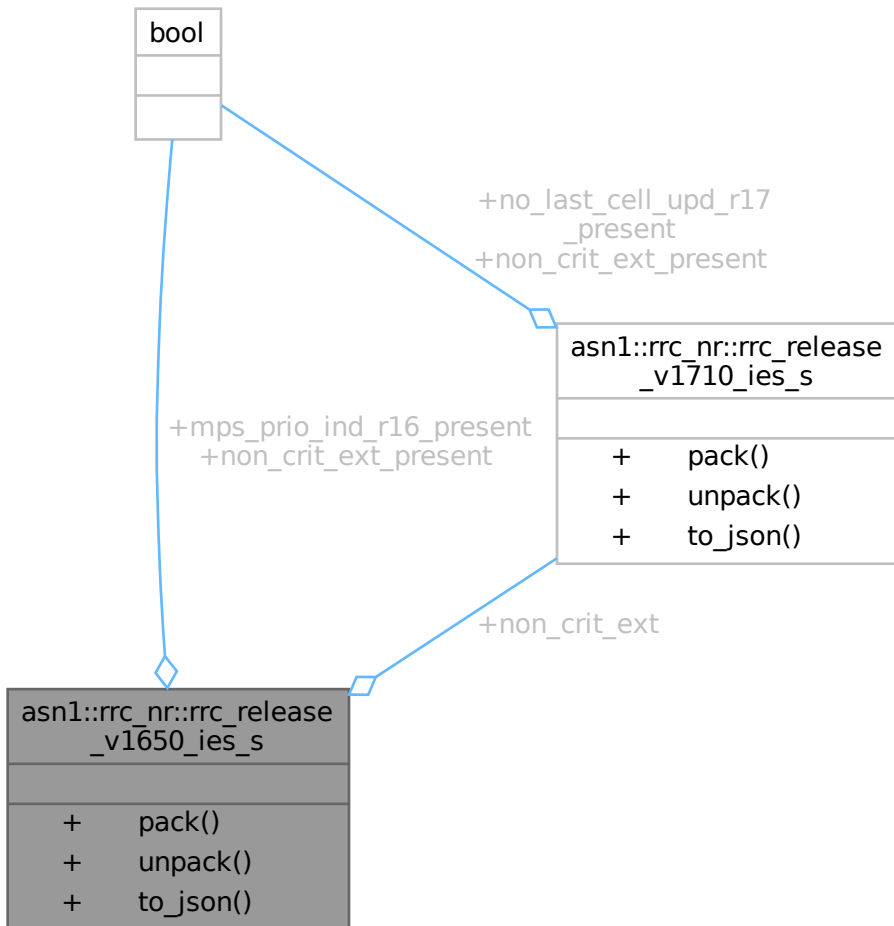 bool
+no_last_cell_upd_r17
_present
+non_crit_ext_present
asn1::rrc_nr::rrc_release
_v1710_ies_s
+ pack()
+ unpack()
+ to_json()
+mps_prio_ind_r16_present
+non_crit_ext_present
+non_crit_ext
asn1::rrc_nr::rrc_release
_v1650_ies_s
+ pack()
+ unpack()
+ to_json()